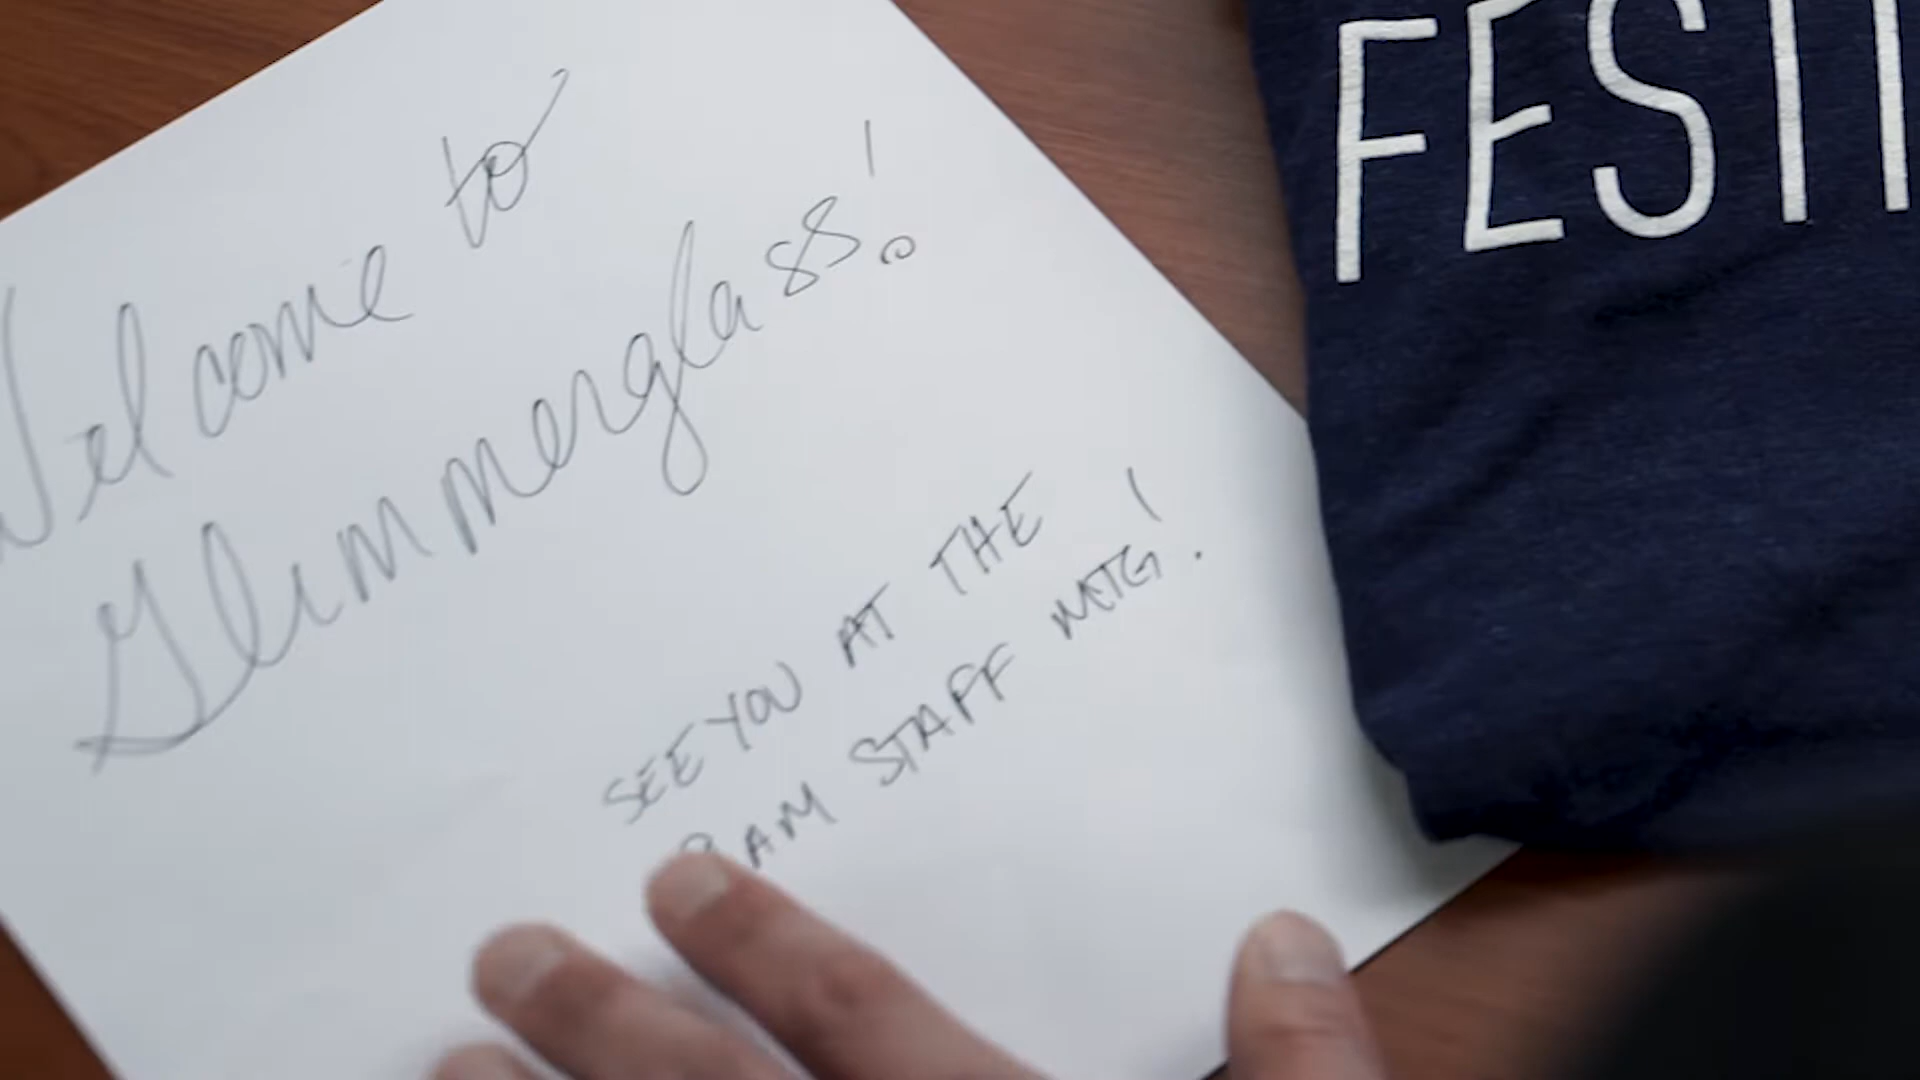 Welcome to
Glimmerglass!
SEE YOU AT THE
AM STAFF MTG!
FESTI